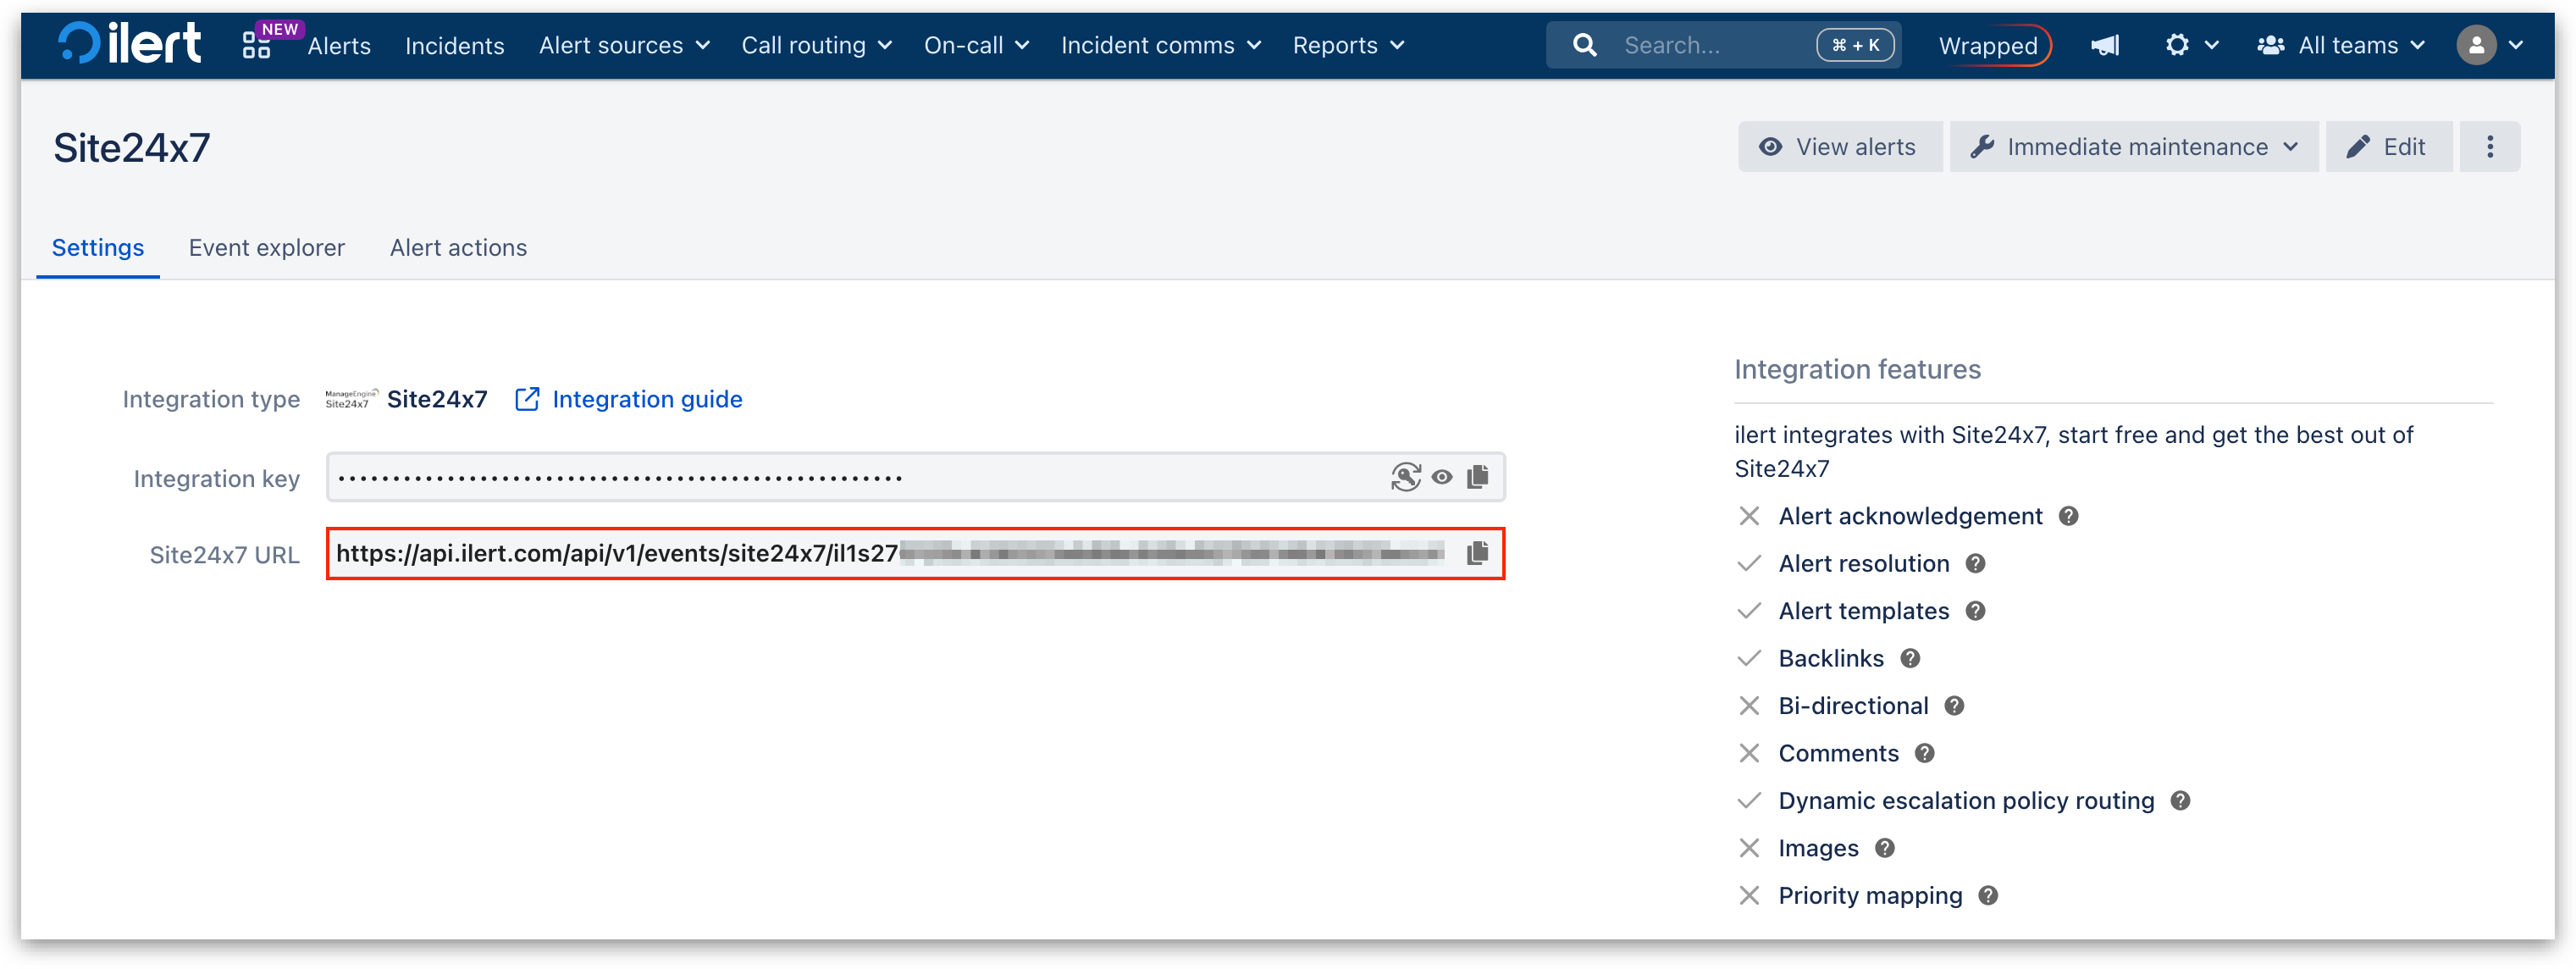 ilert NEW Alerts Incidents Alert sources Call routing On-call Incident comms Reports Search... ⌘ + K Wrapped All teams
Site24x7
View alerts Immediate maintenance Edit
Settings Event explorer Alert actions
Integration type ManageEngine Site24x7 Site24x7 Integration guide
Integration key ••••••••••••••••••••••••••••••••••••••••••••••••••••
Site24x7 URL https://api.ilert.com/api/v1/events/site24x7/il1s27
Integration features
ilert integrates with Site24x7, start free and get the best out of
Site24x7
Alert acknowledgement ?
Alert resolution ?
Alert templates ?
Backlinks ?
Bi-directional ?
Comments ?
Dynamic escalation policy routing ?
Images ?
Priority mapping ?